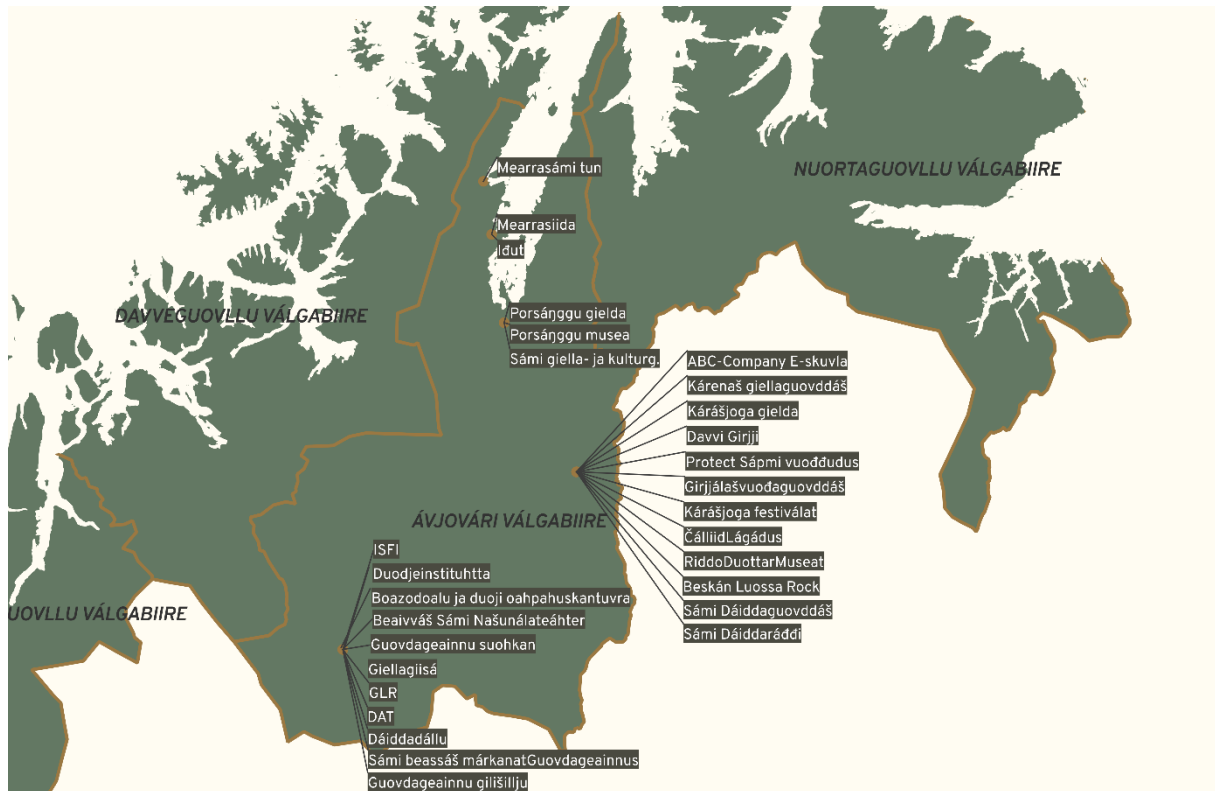 NUORTAGUOVLLU VÁLGABIIRE
Mearrasámi tun
Mearrasiida
Iđut
DAVVEGUOVLLU VÁLGABIIRE
Porsáŋggu gielda
Porsáŋggu musea
Sámi giella- ja kulturg.
ABC-Company E-skuvla
Kárenaš giellaguovddáš
Kárášjoga gielda
Davvi Girjji
Protect Sápmi vuođđudus
Girjjálašvuođaguovddáš
Kárášjoga festiválat
ČálliidLágádus
RiddoDuottarMuseat
Beskán Luossa Rock
Sámi Dáiddaguovddáš
Sámi Dáiddaráđđi
ÁVJOVÁRI VÁLGABIIRE
ISFI
Duodjeinstituhtta
Boazodoalu ja duoji oahpahuskantuvra
Beaivváš Sámi Našunálateáhter
Guovdageainnu suohkan
Giellagiisá
GLR
DAT
Dáiddadállu
Sámi beassáš márkanatGuovdageainnus
Guovdageainnu gilišillju
UOVLLU VÁLGABIIRE